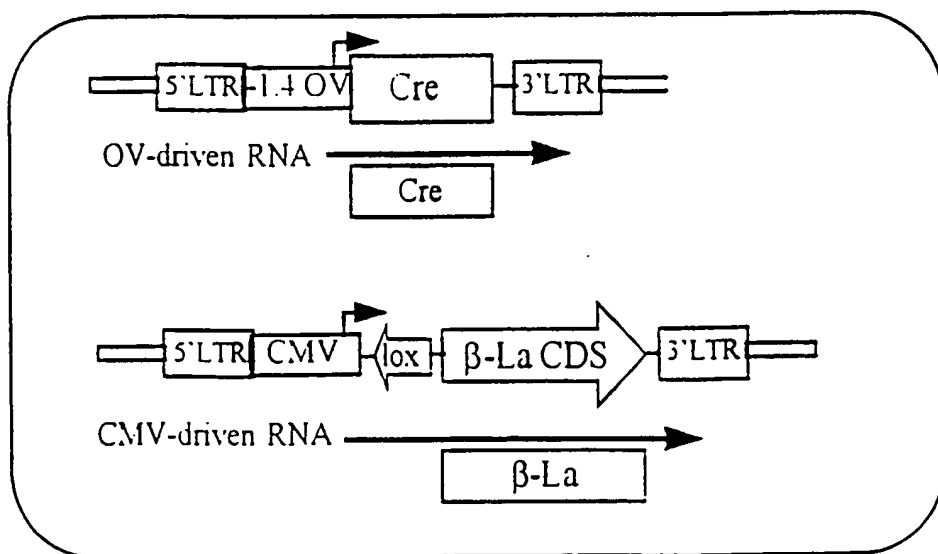 5'LTR -1.4 OV Cre 3'LTR
OV-driven RNA
Cre
5'LTR CMV lox β-La CDS 3'LTR
CMV-driven RNA
β-La